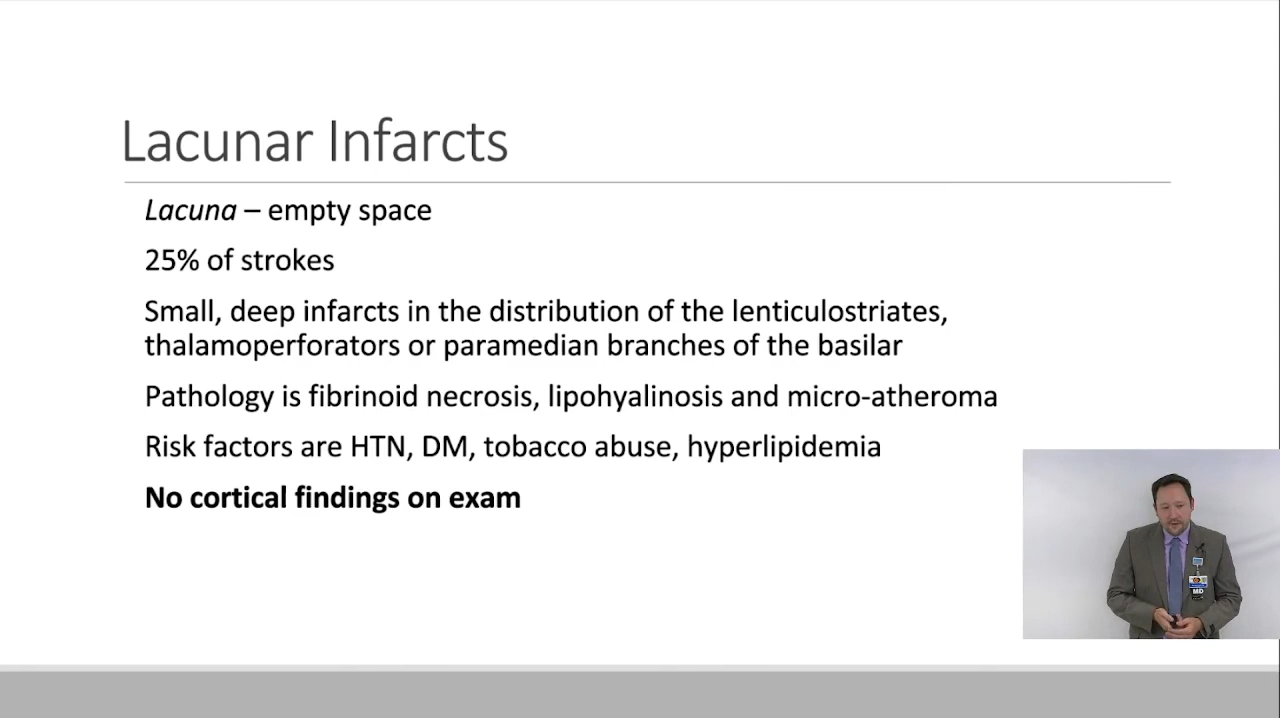 Lacunar Infarcts
Lacuna – empty space
25% of strokes
Small, deep infarcts in the distribution of the lenticulostriates,
thalamoperforators or paramedian branches of the basilar
Pathology is fibrinoid necrosis, lipohyalinosis and micro-atheroma
Risk factors are HTN, DM, tobacco abuse, hyperlipidemia
No cortical findings on exam
MD